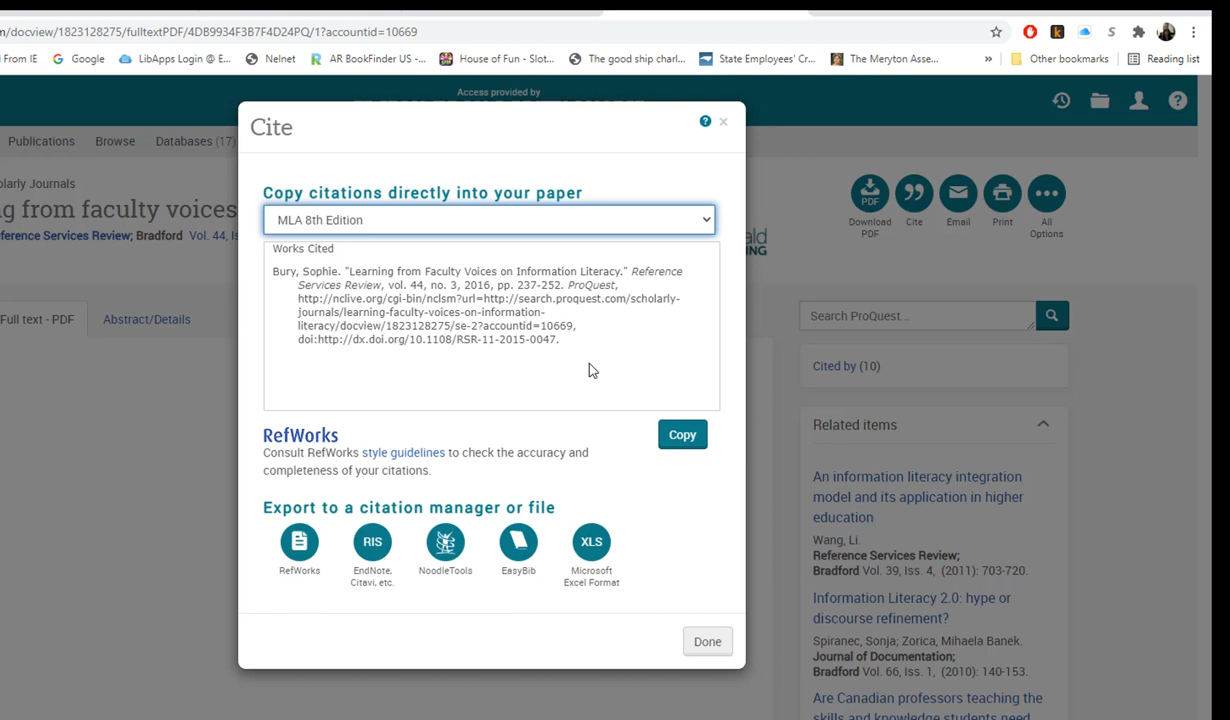 m/docview/1823128275/fulltextPDF/4DB9934F3B7F4D24PQ/1?accountid=10669
From IE Google LibApps Login @ E... Nelnet AR BookFinder US -... House of Fun - Slot... The good ship charl... State Employees' Cr... The Meryton Asse... » Other bookmarks Reading list
Access provided by
Publications Browse Databases (17)
olarly Journals
ng from faculty voices
ference Services Review; Bradford Vol. 44, Is
Full text - PDF Abstract/Details
PDF
Download PDF
Cite
Email
Print
All Options
Cite
Copy citations directly into your paper
MLA 8th Edition
Works Cited
Bury, Sophie. "Learning from Faculty Voices on Information Literacy." Reference
Services Review, vol. 44, no. 3, 2016, pp. 237-252. ProQuest,
http://nclive.org/cgi-bin/nclsm?url=http://search.proquest.com/scholarly-
journals/learning-faculty-voices-on-information-
literacy/docview/1823128275/se-2?accountid=10669,
doi:http://dx.doi.org/10.1108/RSR-11-2015-0047.
RefWorks
Copy
Consult RefWorks style guidelines to check the accuracy and
completeness of your citations.
Export to a citation manager or file
RIS
XLS
RefWorks
EndNote, Citavi, etc.
NoodleTools
EasyBib
Microsoft Excel Format
Done
Search ProQuest...
Cited by (10)
Related items
An information literacy integration
model and its application in higher
education
Wang, Li.
Reference Services Review;
Bradford Vol. 39, Iss. 4, (2011): 703-720.
Information Literacy 2.0: hype or
discourse refinement?
Spiranec, Sonja; Zorica, Mihaela Banek.
Journal of Documentation;
Bradford Vol. 66, Iss. 1, (2010): 140-153.
Are Canadian professors teaching the
skills and knowledge students need